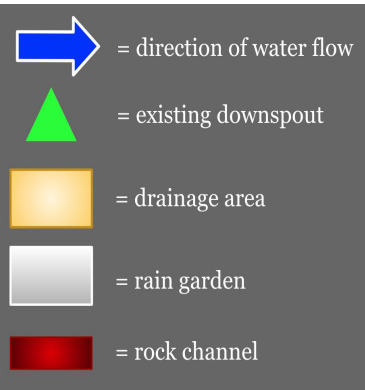 = direction of water flow
= existing downspout
= drainage area
= rain garden
= rock channel